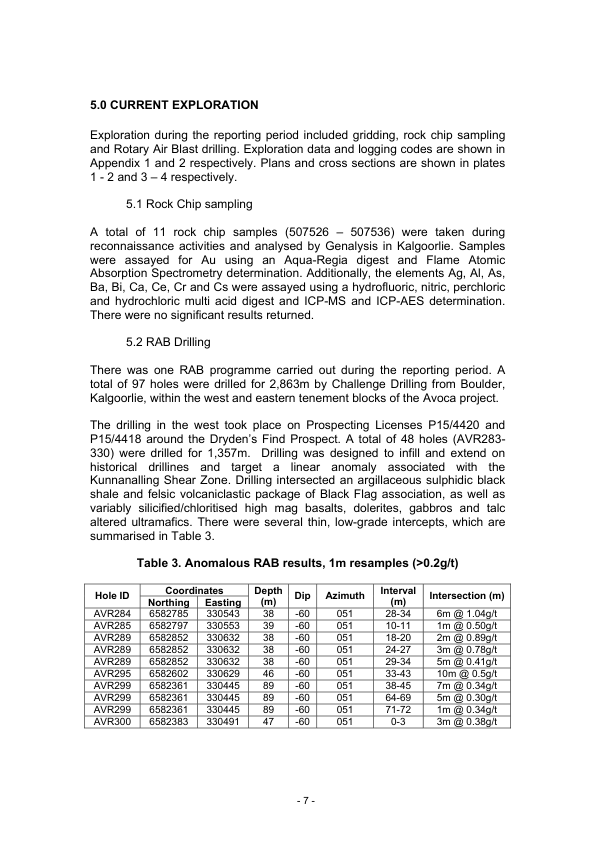 5.0 CURRENT EXPLORATION
Exploration during the reporting period included gridding, rock chip sampling
and Rotary Air Blast drilling. Exploration data and logging codes are shown in
Appendix 1 and 2 respectively. Plans and cross sections are shown in plates
1 - 2 and 3 – 4 respectively.
5.1 Rock Chip sampling
A total of 11 rock chip samples (507526 – 507536) were taken during
reconnaissance activities and analysed by Genalysis in Kalgoorlie. Samples
were assayed for Au using an Aqua-Regia digest and Flame Atomic
Absorption Spectrometry determination. Additionally, the elements Ag, Al, As,
Ba, Bi, Ca, Ce, Cr and Cs were assayed using a hydrofluoric, nitric, perchloric
and hydrochloric multi acid digest and ICP-MS and ICP-AES determination.
There were no significant results returned.
5.2 RAB Drilling
There was one RAB programme carried out during the reporting period. A
total of 97 holes were drilled for 2,863m by Challenge Drilling from Boulder,
Kalgoorlie, within the west and eastern tenement blocks of the Avoca project.
The drilling in the west took place on Prospecting Licenses P15/4420 and
P15/4418 around the Dryden's Find Prospect. A total of 48 holes (AVR283-
330) were drilled for 1,357m. Drilling was designed to infill and extend on
historical drillines and target a linear anomaly associated with the
Kunnanalling Shear Zone. Drilling intersected an argillaceous sulphidic black
shale and felsic volcaniclastic package of Black Flag association, as well as
variably silicified/chloritised high mag basalts, dolerites, gabbros and talc
altered ultramafics. There were several thin, low-grade intercepts, which are
summarised in Table 3.
Table 3. Anomalous RAB results, 1m resamples (>0.2g/t)
Hole ID Coordinates Depth (m) Dip Azimuth Interval (m) Intersection (m)
Northing Easting
AVR284 6582785 330543 38 -60 051 28-34 6m @ 1.04g/t
AVR285 6582797 330553 39 -60 051 10-11 1m @ 0.50g/t
AVR289 6582852 330632 38 -60 051 18-20 2m @ 0.89g/t
AVR289 6582852 330632 38 -60 051 24-27 3m @ 0.78g/t
AVR289 6582852 330632 38 -60 051 29-34 5m @ 0.41g/t
AVR295 6582602 330629 46 -60 051 33-43 10m @ 0.5g/t
AVR299 6582361 330445 89 -60 051 38-45 7m @ 0.34g/t
AVR299 6582361 330445 89 -60 051 64-69 5m @ 0.30g/t
AVR299 6582361 330445 89 -60 051 71-72 1m @ 0.34g/t
AVR300 6582383 330491 47 -60 051 0-3 3m @ 0.38g/t
- 7 -